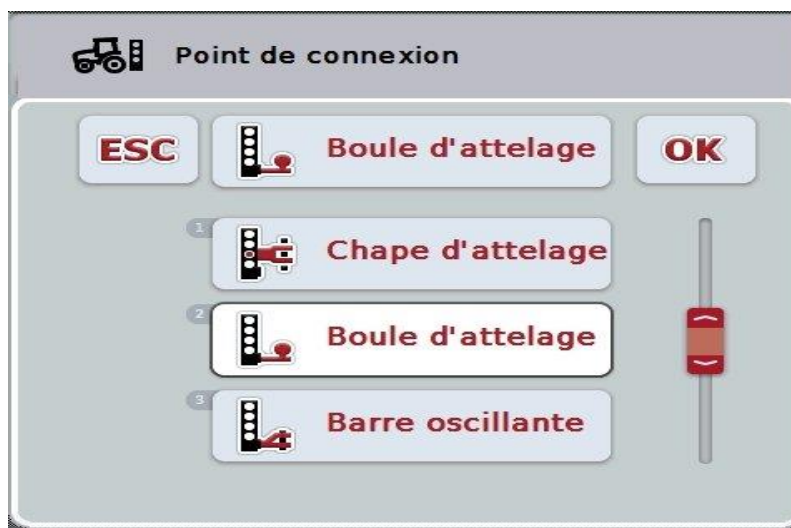 Point de connexion
ESC
Boule d'attelage
OK
1
Chape d'attelage
2
Boule d'attelage
3
Barre oscillante